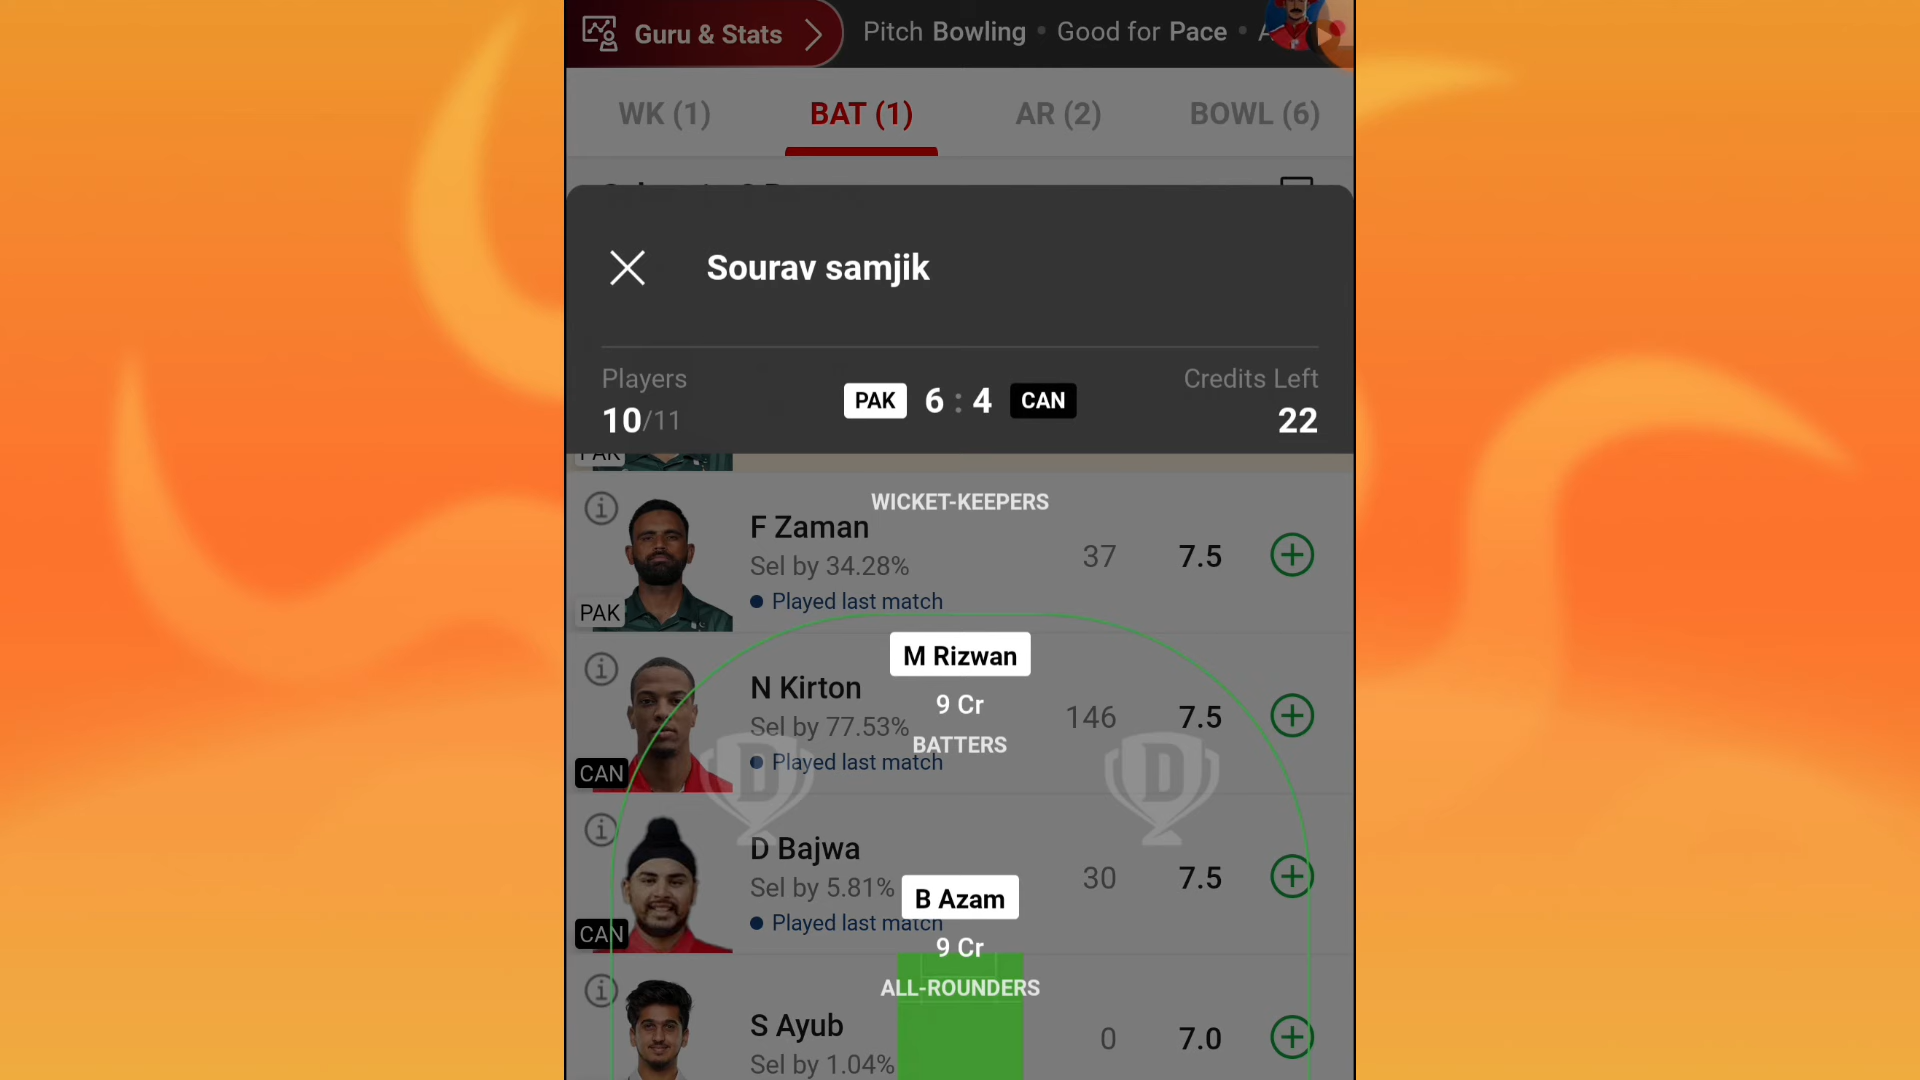 Guru & Stats
Pitch Bowling • Good for Pace •
WK (1)
BAT (1)
AR (2)
BOWL (6)
Sourav samjik
Players
10/11
PAK 6 : 4 CAN
Credits Left
22
PAK
WICKET-KEEPERS
F Zaman
Sel by 34.28%
37
7.5
Played last match
PAK
M Rizwan
9 Cr
N Kirton
Sel by 77.53%
146
7.5
Played last match
CAN
BATTERS
D
D
D Bajwa
Sel by 5.81%
30
7.5
Played last match
CAN
B Azam
9 Cr
ALL-ROUNDERS
S Ayub
Sel by 1.04%
0
7.0